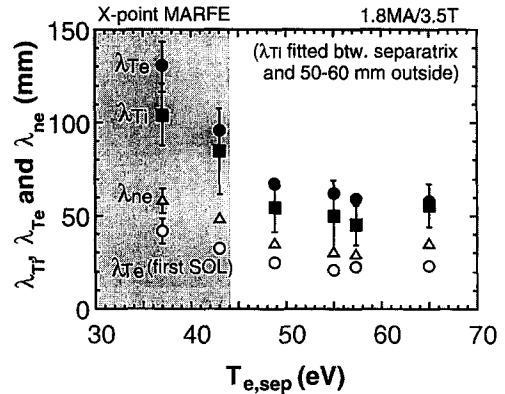 X-point MARFE
1.8MA/3.5T
150
100
50
0
λTi, λTe and λne (mm)
λTe
λTi
λne
λTe (first SOL)
(λTi fitted btw. separatrix
and 50-60 mm outside)
30
40
50
60
70
Te,sep (eV)